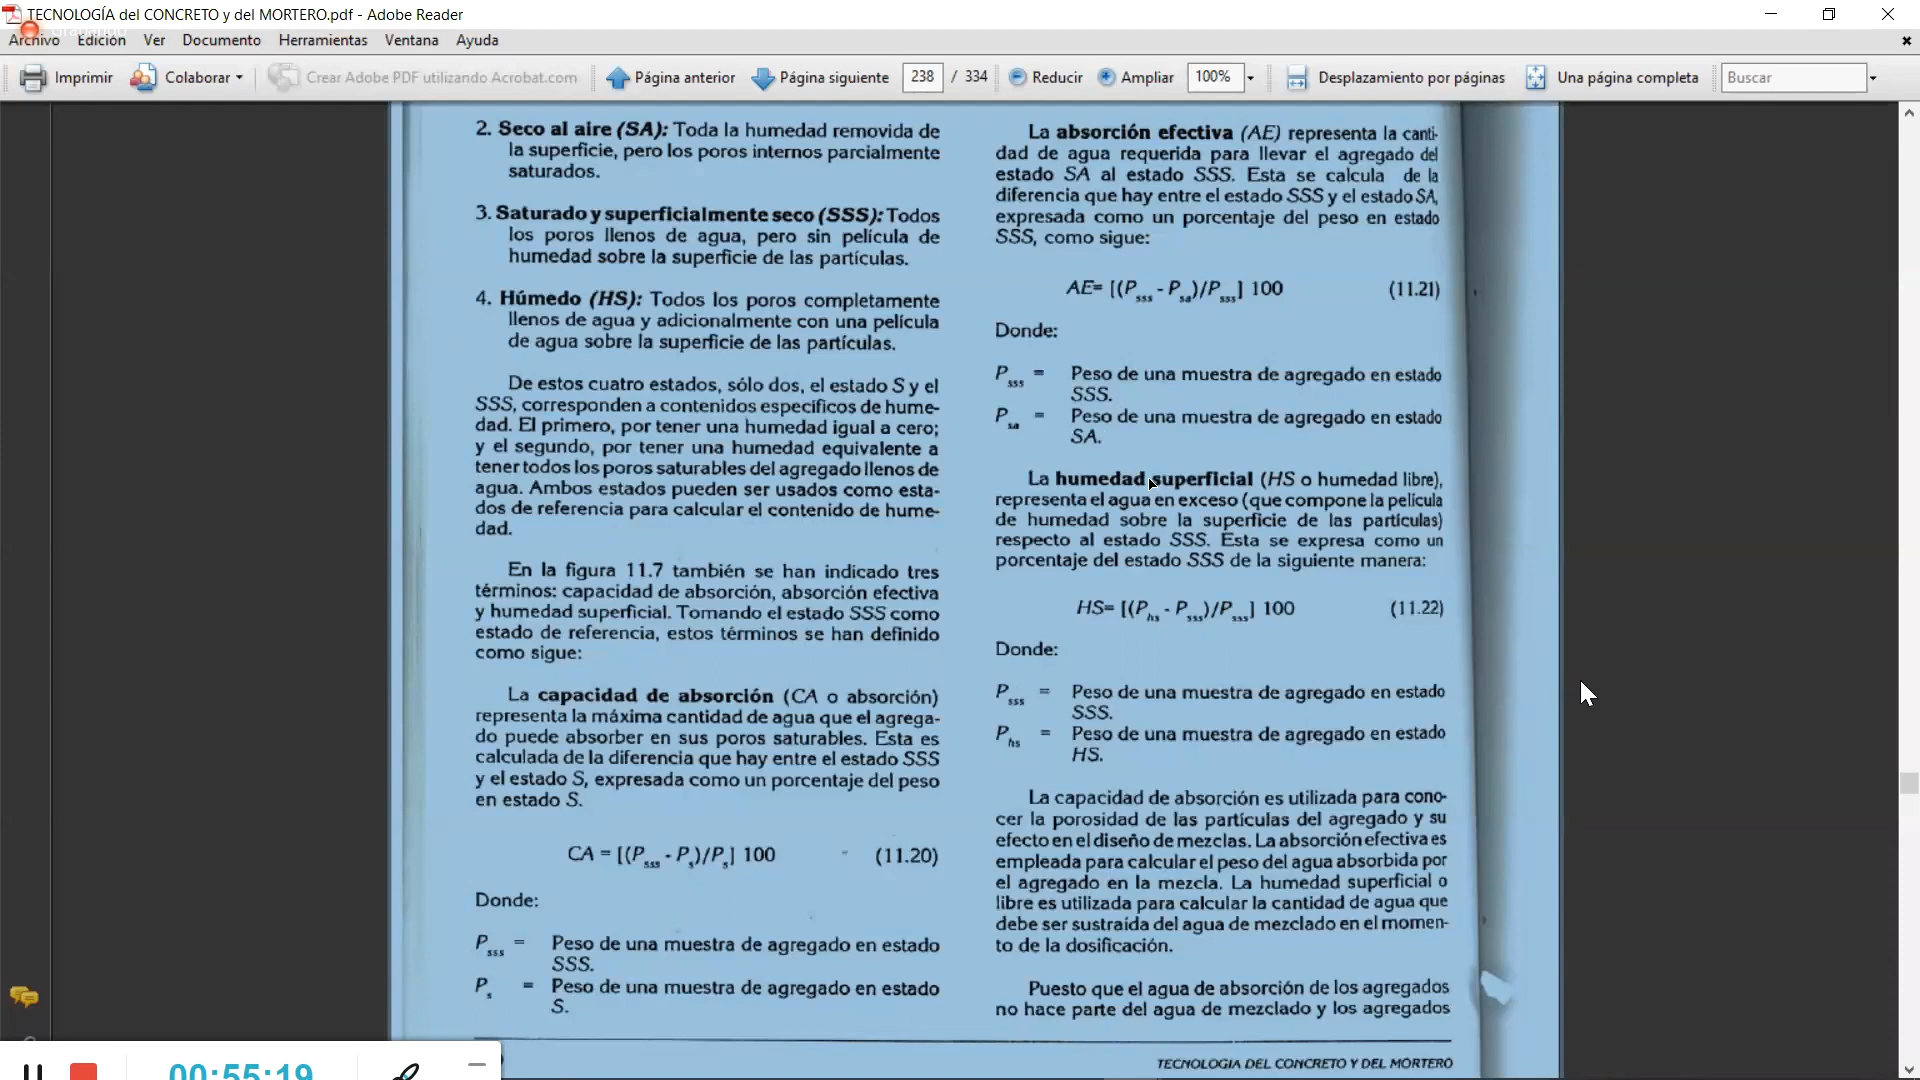 TECNOLOGÍA del CONCRETO y del MORTERO.pdf - Adobe Reader
Archivo Edición Ver Documento Herramientas Ventana Ayuda
Imprimir Colaborar Crear Adobe PDF utilizando Acrobat.com Página anterior Página siguiente 238 / 334 Reducir Ampliar 100% Desplazamiento por páginas Una página completa Buscar
2. Seco al aire (SA): Toda la humedad removida de
la superficie, pero los poros internos parcialmente
saturados.
3. Saturado y superficialmente seco (SSS): Todos
los poros llenos de agua, pero sin película de
humedad sobre la superficie de las partículas.
4. Húmedo (HS): Todos los poros completamente
llenos de agua y adicionalmente con una película
de agua sobre la superficie de las partículas.
De estos cuatro estados, sólo dos, el estado S y el
SSS, corresponden a contenidos específicos de hume-
dad. El primero, por tener una humedad igual a cero;
y el segundo, por tener una humedad equivalente a
tener todos los poros saturables del agregado llenos de
agua. Ambos estados pueden ser usados como esta-
dos de referencia para calcular el contenido de hume-
dad.
En la figura 11.7 también se han indicado tres
términos: capacidad de absorción, absorción efectiva
y humedad superficial. Tomando el estado SSS como
estado de referencia, estos términos se han definido
como sigue:
La capacidad de absorción (CA o absorción)
representa la máxima cantidad de agua que el agrega-
do puede absorber en sus poros saturables. Esta es
calculada de la diferencia que hay entre el estado SSS
y el estado S, expresada como un porcentaje del peso
en estado S.
CA = [(Psss - Ps)/Ps] 100 (11.20)
Donde:
Psss = Peso de una muestra de agregado en estado
SSS.
Ps = Peso de una muestra de agregado en estado
S.
La absorción efectiva (AE) representa la canti-
dad de agua requerida para llevar el agregado del
estado SA al estado SSS. Esta se calcula de la
diferencia que hay entre el estado SSS y el estado SA,
expresada como un porcentaje del peso en estado
SSS, como sigue:
AE= [(Psss - Psa)/Psss] 100 (11.21)
Donde:
Psss = Peso de una muestra de agregado en estado
SSS.
Psa = Peso de una muestra de agregado en estado
SA.
La humedad superficial (HS o humedad libre),
representa el agua en exceso (que compone la película
de humedad sobre la superficie de las partículas)
respecto al estado SSS. Esta se expresa como un
porcentaje del estado SSS de la siguiente manera:
HS= [(Phs - Psss)/Psss] 100 (11.22)
Donde:
Psss = Peso de una muestra de agregado en estado
SSS.
Phs = Peso de una muestra de agregado en estado
HS.
La capacidad de absorción es utilizada para cono-
cer la porosidad de las partículas del agregado y su
efecto en el diseño de mezclas. La absorción efectiva es
empleada para calcular el peso del agua absorbida por
el agregado en la mezcla. La humedad superficial o
libre es utilizada para calcular la cantidad de agua que
debe ser sustraída del agua de mezclado en el momen-
to de la dosificación.
Puesto que el agua de absorción de los agregados
no hace parte del agua de mezclado y los agregados
TECNOLOGIA DEL CONCRETO Y DEL MORTERO
00:55:19